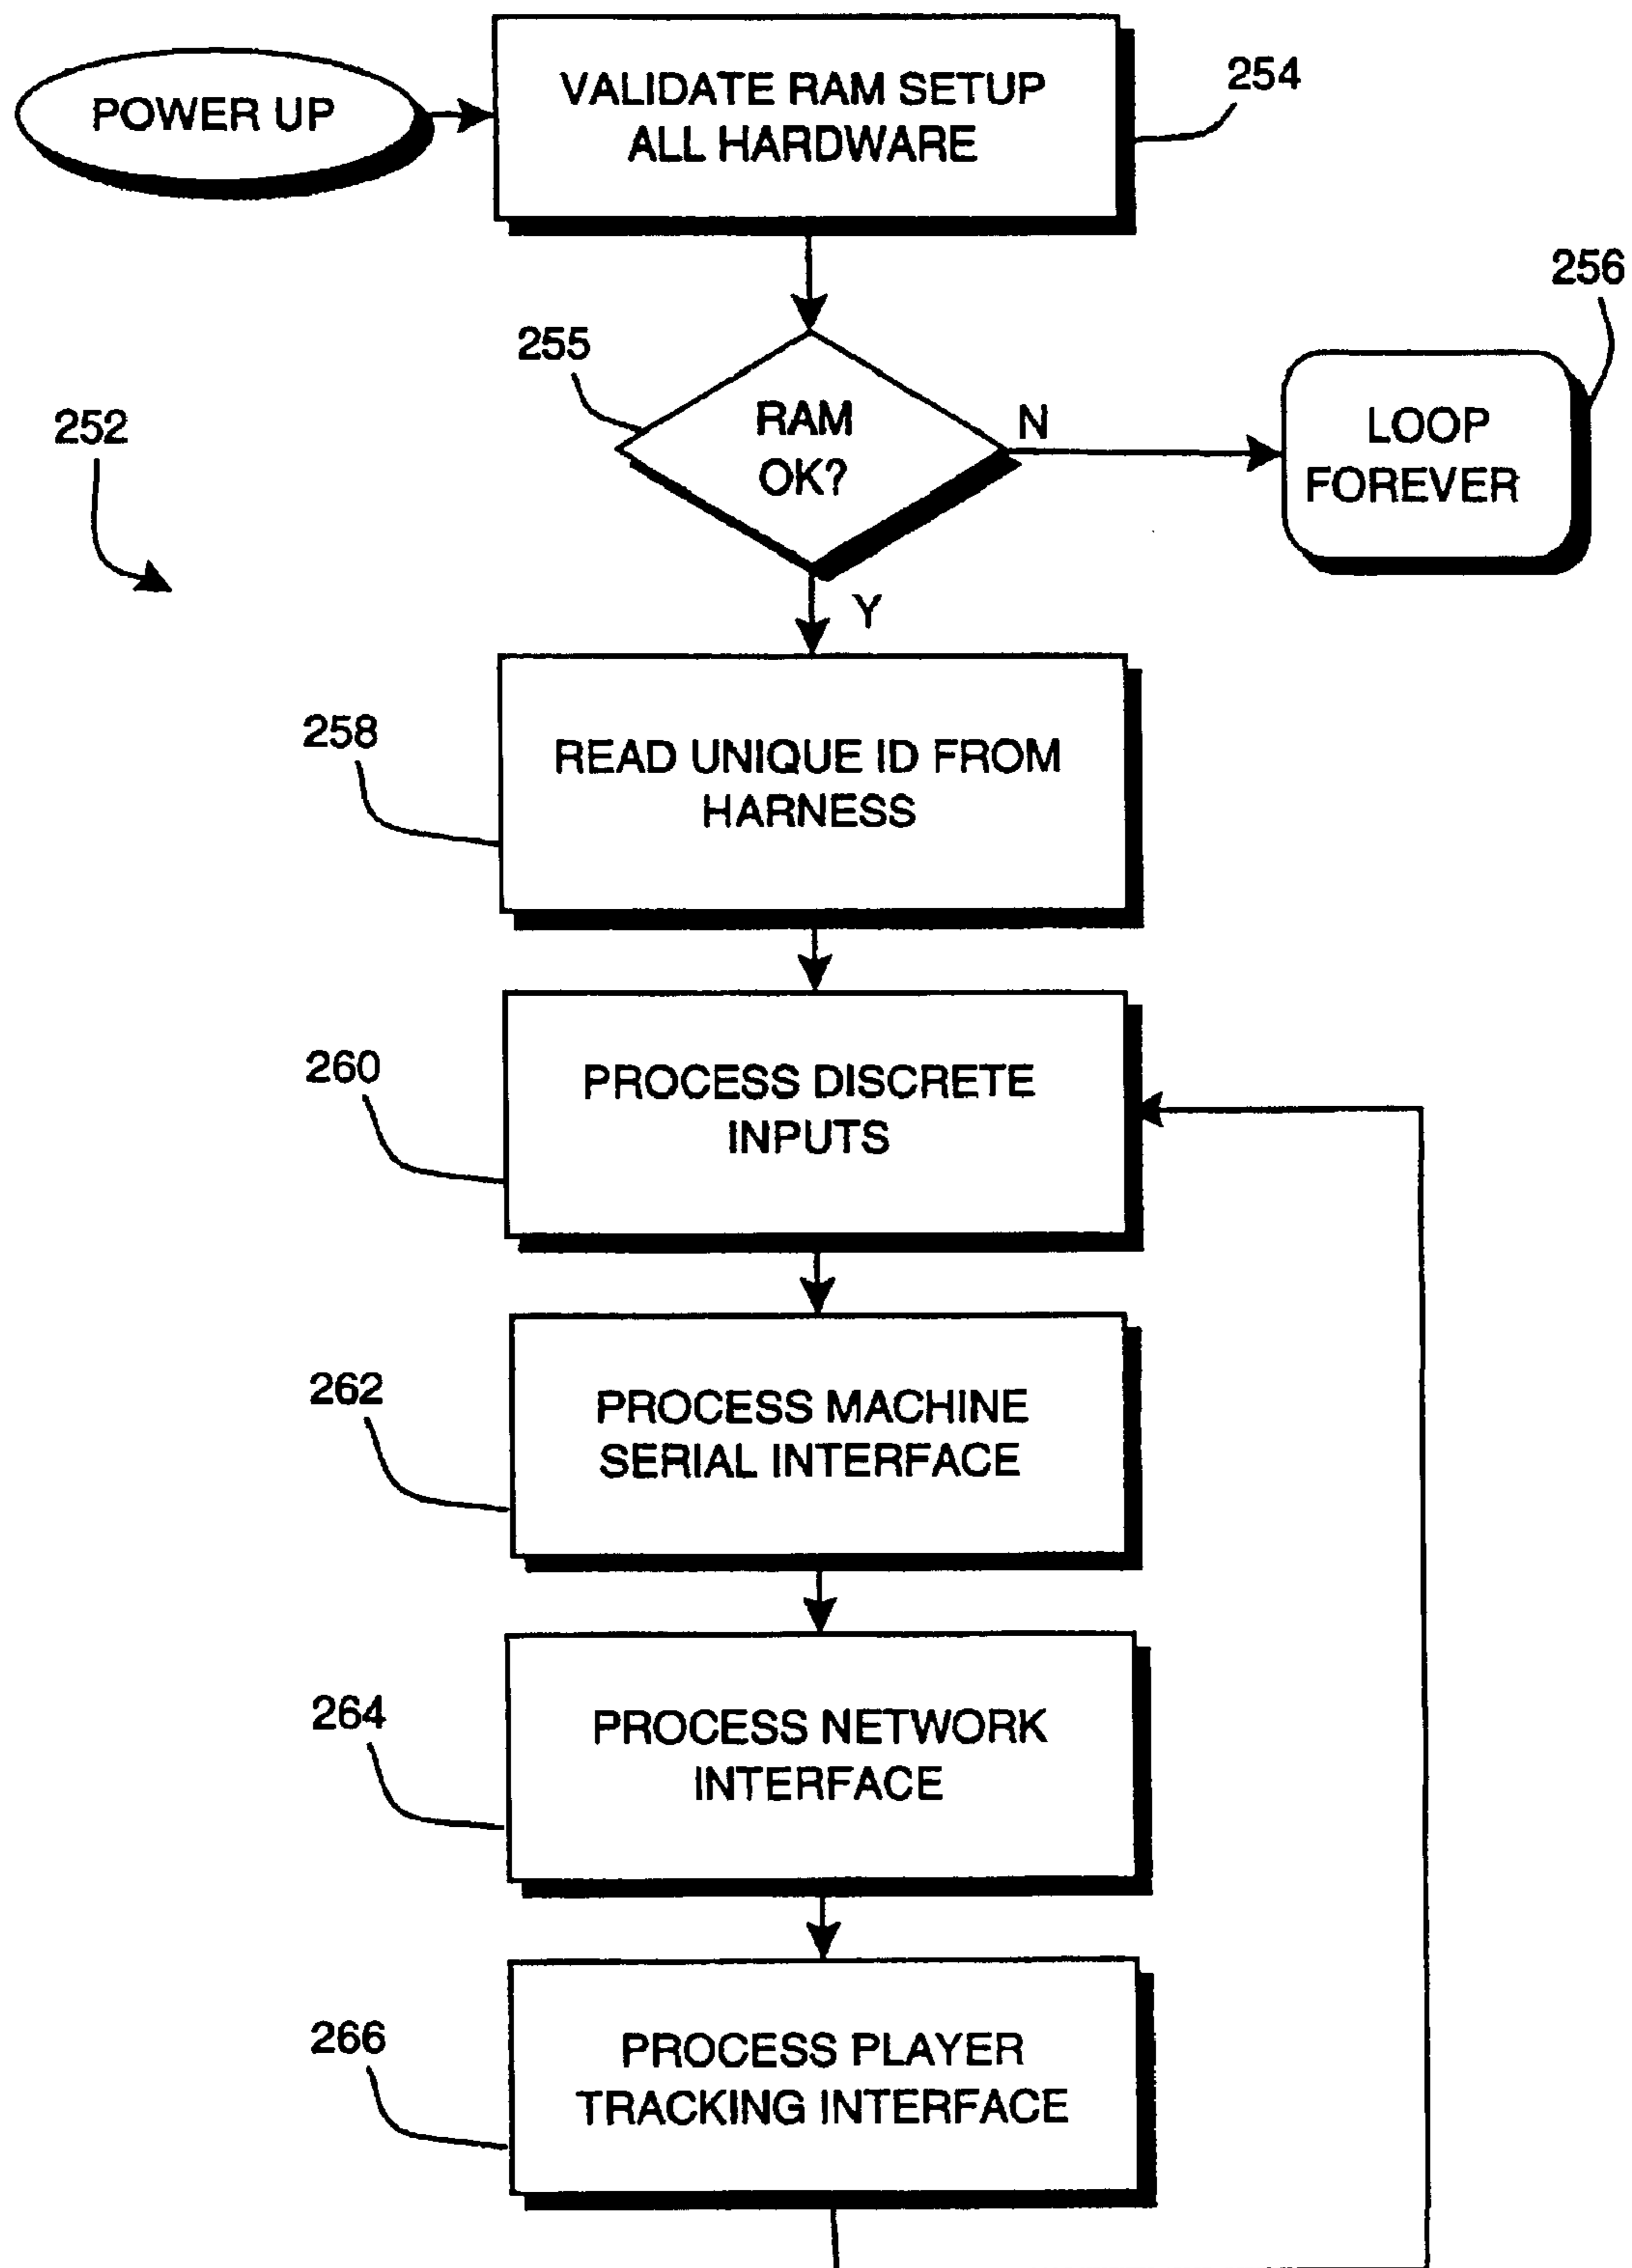 POWER UP
VALIDATE RAM SETUP
ALL HARDWARE
254
256
255
RAM
OK?
N
LOOP
FOREVER
252
Y
258
READ UNIQUE ID FROM
HARNESS
260
PROCESS DISCRETE
INPUTS
262
PROCESS MACHINE
SERIAL INTERFACE
264
PROCESS NETWORK
INTERFACE
266
PROCESS PLAYER
TRACKING INTERFACE